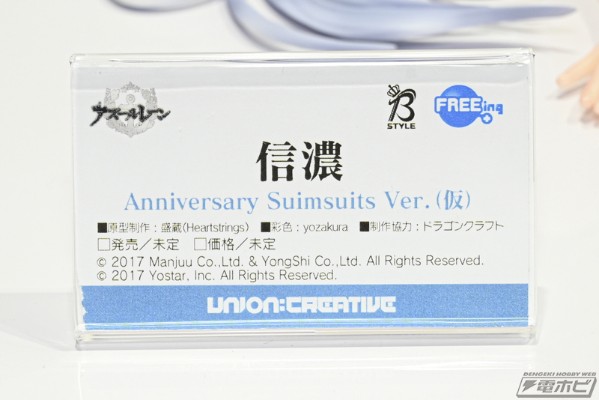 アズールレーン
B STYLE
FREEing
信濃
Anniversary Suimsuits Ver.(仮)
■原型制作：盛蔵(Heartstrings) ■彩色：yozakura ■制作協力：ドラゴンクラフト
□発売／未定 □価格／未定
© 2017 Manjuu Co.,Ltd. & YongShi Co.,Ltd. All Rights Reserved.
© 2017 Yostar, Inc. All Rights Reserved.
UNION:CREATIVE
DENGEKI HOBBY WEB
電ホビ